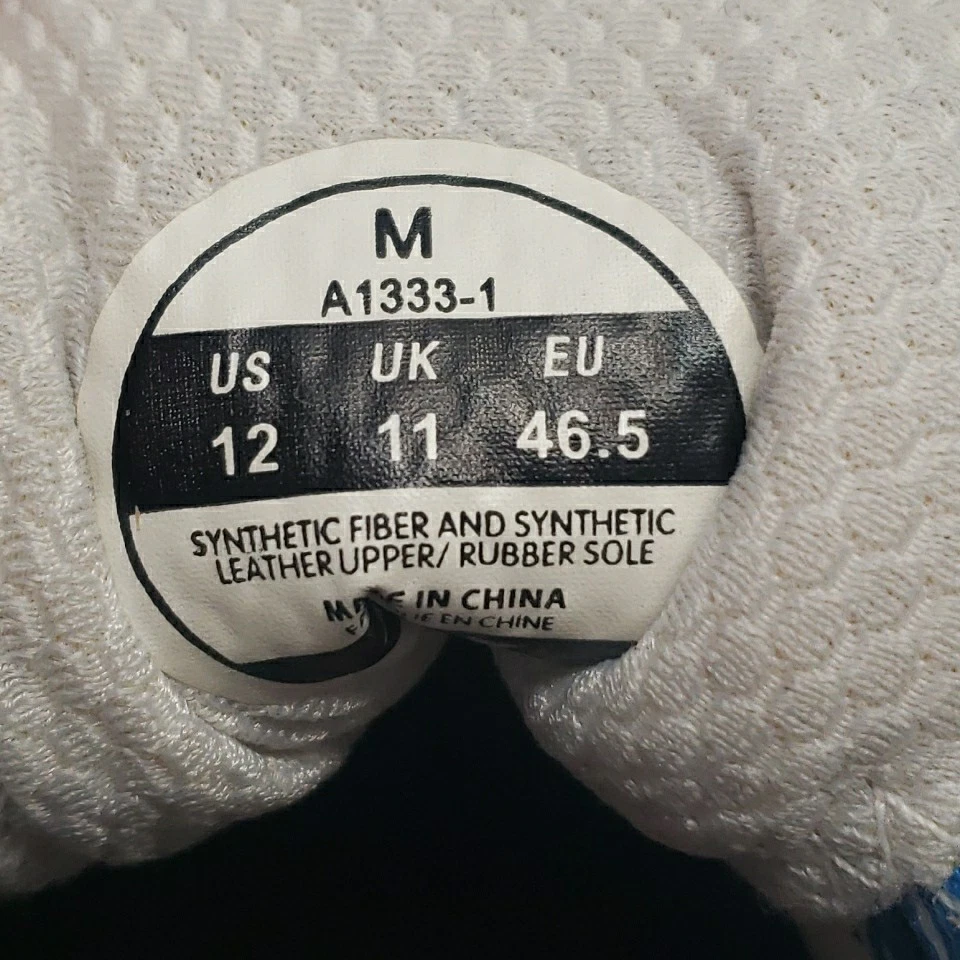 M
A1333-1
US UK EU
12 11 46.5
SYNTHETIC FIBER AND SYNTHETIC
LEATHER UPPER/ RUBBER SOLE
MADE IN CHINA
EN CHINE